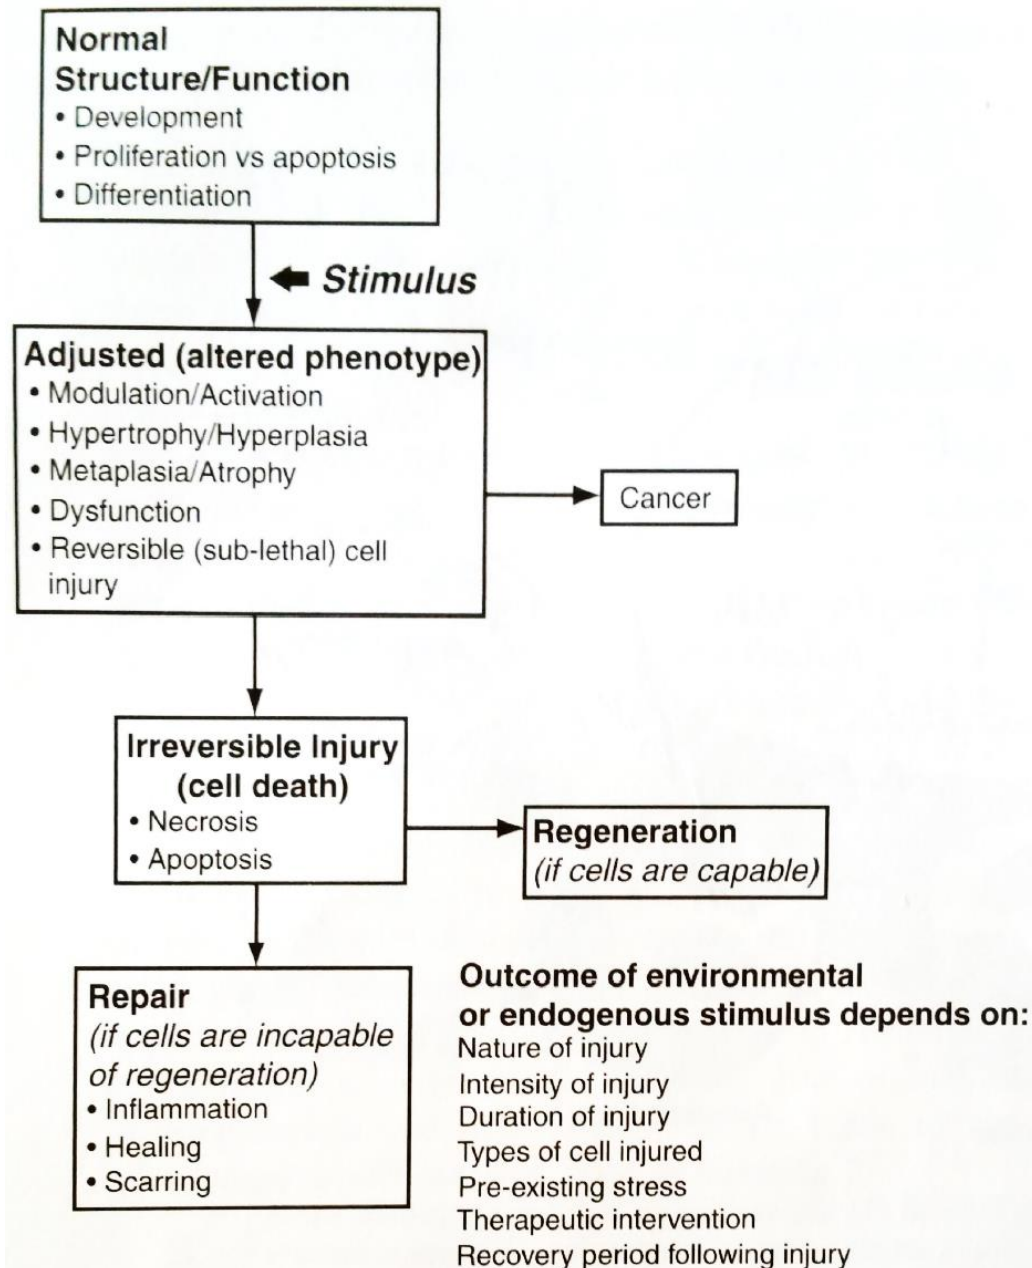 Normal
Structure/Function
• Development
• Proliferation vs apoptosis
• Differentiation
Stimulus
Adjusted (altered phenotype)
• Modulation/Activation
• Hypertrophy/Hyperplasia
• Metaplasia/Atrophy
• Dysfunction
• Reversible (sub-lethal) cell
injury
Cancer
Irreversible Injury
(cell death)
• Necrosis
• Apoptosis
Regeneration
(if cells are capable)
Repair
(if cells are incapable
of regeneration)
• Inflammation
• Healing
• Scarring
Outcome of environmental
or endogenous stimulus depends on:
Nature of injury
Intensity of injury
Duration of injury
Types of cell injured
Pre-existing stress
Therapeutic intervention
Recovery period following injury